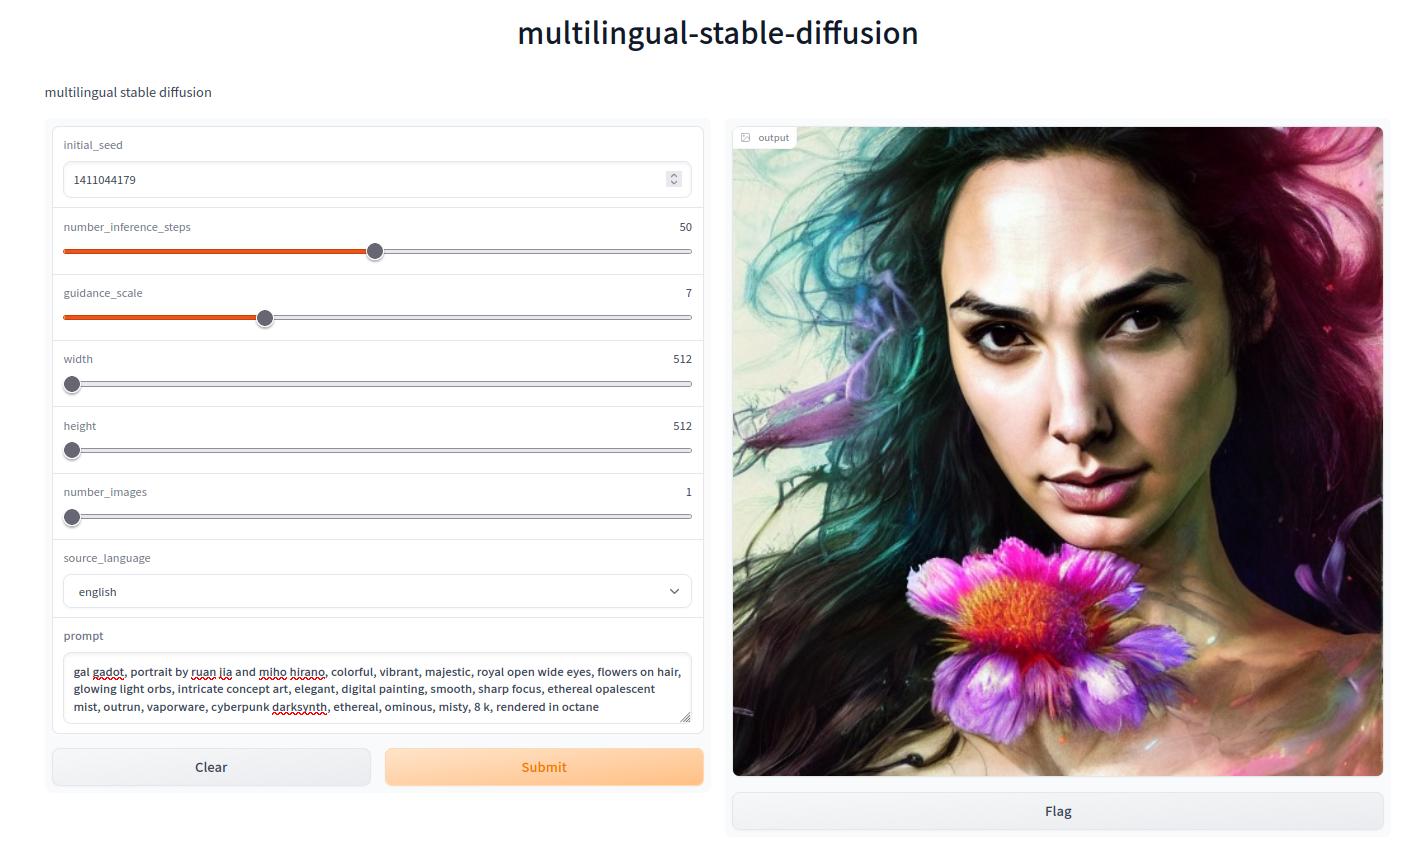 multilingual-stable-diffusion
multilingual stable diffusion
initial_seed
1411044179
number_inference_steps
50
guidance_scale
7
width
512
height
512
number_images
1
source_language
english
prompt
gal gadot, portrait by ruan jia and miho hirano, colorful, vibrant, majestic, royal open wide eyes, flowers on hair,
glowing light orbs, intricate concept art, elegant, digital painting, smooth, sharp focus, ethereal opalescent
mist, outrun, vaporware, cyberpunk darksynth, ethereal, ominous, misty, 8 k, rendered in octane
Clear
Submit
output
Flag